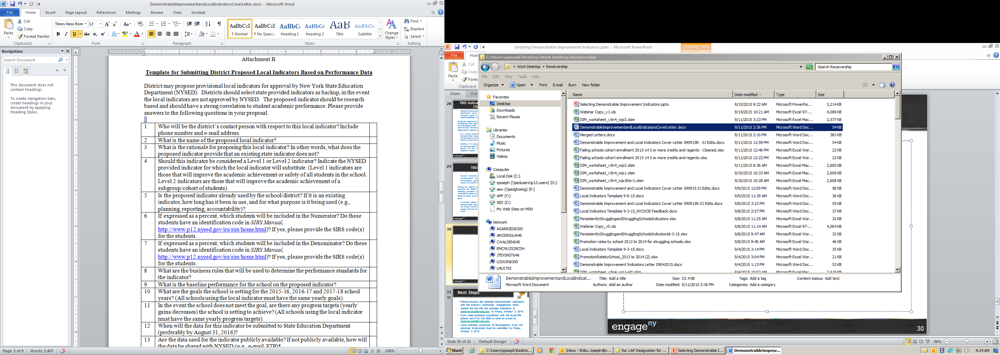 DemonstrableImprovementandLocalIndicatorsCoverLetter.docx - Microsoft Word
File Home Insert Page Layout References Mailings Review View Acrobat
Paste
Cut
Copy
Format Painter
Clipboard
Times New Rom 12
Font
Paragraph
AaBbCcI ¶ Normal
AaBbCcI ¶ No Spaci...
AaBbC Heading 1
AaBbCc Heading 2
AaB Title
AaBbCc. Subtitle
Change Styles
Styles
Find
Replace
Select
Editing
Navigation
Search Document
This document does not contain headings.
To create navigation tabs, create headings in your document by applying Heading Styles.
Attachment B
Template for Submitting District Proposed Local Indicators Based on Performance Data
District may propose provisional local indicators for approval by New York State Education
Department (NYSED). Districts should select state provided indicators as backup, in the event
the local indicators are not approved by NYSED. The proposed indicator should be research
based and should have a strong correlation to student academic performance. Please provide
answers to the following questions in your proposal.
1 Who will be the district's contact person with respect to this local indicator? Include
phone number and e-mail address.
2 What is the name of the proposed local indicator?
3 What is the rationale for proposing this local indicator? In other words, what does the
proposed indicator provide that an existing state indicator does not?
4 Should this indicator be considered a Level 1 or Level 2 indicator? Indicate the NYSED
provided indicator for which the local indicator will substitute. (Level 1 indicators are
those that will improve the academic achievement or safety of all students in the school.
Level 2 indicators are those that will improve the academic achievement of a
subgroup/cohort of students).
5 Is the proposed indicator already used by the school/district? If it is an existing
indicator, how long has it been in use, and for what purpose is it being used (e.g.,
planning, reporting, accountability)?
6 If expressed as a percent, which students will be included in the Numerator? Do these
students have an identification code in SIRS Manual,
http://www.p12.nysed.gov/irs/sirs/home.html)? If yes, please provide the SIRS code(s)
for the students.
7 If expressed as a percent, which students will be included in the Denominator? Do these
students have an identification code in SIRS Manual,
http://www.p12.nysed.gov/irs/sirs/home.html)? If yes, please provide the SIRS code(s)
for the students.
8 What are the business rules that will be used to determine the performance standards for
the indicator?
9 What is the baseline performance for the school on the proposed indicator?
10 What are the goals the school is setting for the 2015-16, 2016-17 and 2017-18 school
years? (All schools using the local indicator must have the same yearly goals).
11 In the event the school does not meet the goal, are there any progress targets (yearly
gains/decreases) the school is setting to achieve? (All schools using the local indicator
must have the same yearly progress targets).
12 When will the data for this indicator be submitted to State Education Department
(preferably by August 31, 2016)?
13 Are the data used for the indicator publicly available? If not publicly available, how will
the data be shared with NYSED (e.g., e-mail, FTP)*
Page: 5 of 9 Words: 3,407 106%
Selecting Demonstrable Improvement Indicators.pptx - Microsoft PowerPoint
Drawing Tools
File Hom
Paste Cut Copy Forma
Clipboard
Slides Out
28
29
30
31
Next Steps
Please discuss the selected Demonstrable Indicators
with the school's Community Engagement Team.
Submit the file with the selected indicators to
receivership@nysed.gov by Friday, October 2, 2015.
If you need technical assistance with the Excel file
please call (718) 722 4553 or send an e-mail to
receivership@nysed.gov.
Local indicator proposals (if developed/or if you are
planning to develop) must be submitted by Friday,
October 2, 2015.
C:\Users\sjoseph\Desktop\Work Desktop\Receivership
Work Desktop Receivership
Search Receivership
File Edit View Tools Help
Organize Open Print E-mail Burn New folder
Favorites
Desktop
Downloads
Recent Places
Libraries
Documents
Music
Pictures
Videos
Computer
Local Disk (C:)
sjoseph (\\sedusers\p12-users) (O:)
asw (\\sedghoimg) (P:)
APP (Y:)
SED (Z:)
My Web Sites on MSN
Network
AGARRIES8300
ARODRIGU646
CWALDEN640
EMCNU2529CDH
JTEVINGT646
LDIXON8300
LMUI755
Name Date modified Type Size
Selecting Demonstrable Improvement Indicators.pptx 9/15/2015 9:22 AM Microsoft PowerPoi... 3,214 KB
Webinar Copy_v1.xls 9/14/2015 10:21 AM Microsoft Excel 97-... 4,089 KB
DIM_worksheet_v5n4_wip3.xlsm 9/11/2015 3:23 PM Microsoft Excel Mac... 2,577 KB
DemonstrableImprovementandLocalIndicatorsCoverLetter.docx 9/11/2015 2:36 PM Microsoft Word Doc... 54 KB
Merged Letters.docx 9/11/2015 2:10 PM Microsoft Word Doc... 383 KB
Demonstrable Improvement and Local Indicators Cover Letter 090915R - SJ Edits.docx 9/11/2015 12:59 PM Microsoft Word Doc... 54 KB
Failing schools cohort enrollment 2013-14 5 or more credits and regents - Cleaned.xlsx 9/11/2015 12:46 PM Microsoft Excel Wor... 22 KB
Failing schools cohort enrollment 2013-14 5 or more credits and regents.xlsx 9/11/2015 12:22 PM Microsoft Excel Wor... 22 KB
DIM_worksheet_v5n4_wip2.xlsm 9/11/2015 8:36 AM Microsoft Excel Mac... 2,600 KB
DIM_worksheet_v5n4_wip1.xlsm 9/10/2015 10:33 AM Microsoft Excel Mac... 2,609 KB
DIM_worksheet_v5n4_wip1Rev1.xlsm 9/10/2015 10:28 AM Microsoft Excel Mac... 2,608 KB
Demonstrable Improvement and Local Indicators Cover Letter 090915 SJ Edits.docx 9/9/2015 12:09 PM Microsoft Word Doc... 58 KB
Local Indicators Template 9-9-15.docx 9/9/2015 11:39 AM Microsoft Word Doc... 36 KB
Demonstrable Improvement and Local Indicators Cover Letter 090815R-SJ Edits.docx 9/8/2015 3:23 PM Microsoft Word Doc... 55 KB
Local Indicators Template 9-3-15_NYCDOE Feedback.docx 9/8/2015 2:57 PM Microsoft Word Doc... 37 KB
PersistentlyStrugglingandStrugglingSchoolsIndicators.xlsx 9/8/2015 11:25 AM Microsoft Excel Wor... 32 KB
Webinar Copy_v0.xls 9/8/2015 11:14 AM Microsoft Excel 97-... 4,064 KB
PersistentlyStrugglingandStrugglingSchoolsIndicators8-3-15.xlsx 9/8/2015 9:47 AM Microsoft Excel Wor... 32 KB
Promotion rates by school 2013 to 2014 for struggling schools.xlsx 9/8/2015 9:40 AM Microsoft Excel Wor... 46 KB
Local Indicators Template 9-3-15.docx 9/4/2015 3:14 PM Microsoft Word Doc... 35 KB
PromotionRatebySchool_2013 to 2014 (2).xlsx 9/4/2015 3:04 PM Microsoft Excel Wor... 21 KB
Demonstrable Improvement Indicators Letter 09042015.docx 9/4/2015 1:13 PM Microsoft Word Doc... 53 KB
DIM_worksheet_v5n4_wip1-old.xlsm 9/4/2015 10:02 AM Microsoft Excel Mac... 2,618 KB
DemonstrableImprovementandLocalIndicat... Title: Add a title Size: 53.4 KB Tags: Add a tag Content status: Add text
Microsoft Word Document Authors: Add an author Date modified: 9/11/2015 2:36 PM Categories: Add a category
engageny 30
Slide 30 of 31 "Default Design" 96%
Start C:\Users\sjoseph\Deskto... Inbox - Shibu.Joseph@n... Re: LAP Designation for ... Selecting Demonstrable I... DemonstrableImprov... 9:24 AM